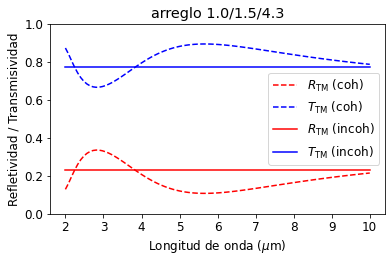 arreglo 1.0/1.5/4.3
Refletividad / Transmisividad
1.0
0.8
0.6
0.4
0.2
0.0
R_TM (coh)
T_TM (coh)
R_TM (incoh)
T_TM (incoh)
2 3 4 5 6 7 8 9 10
Longitud de onda (μm)